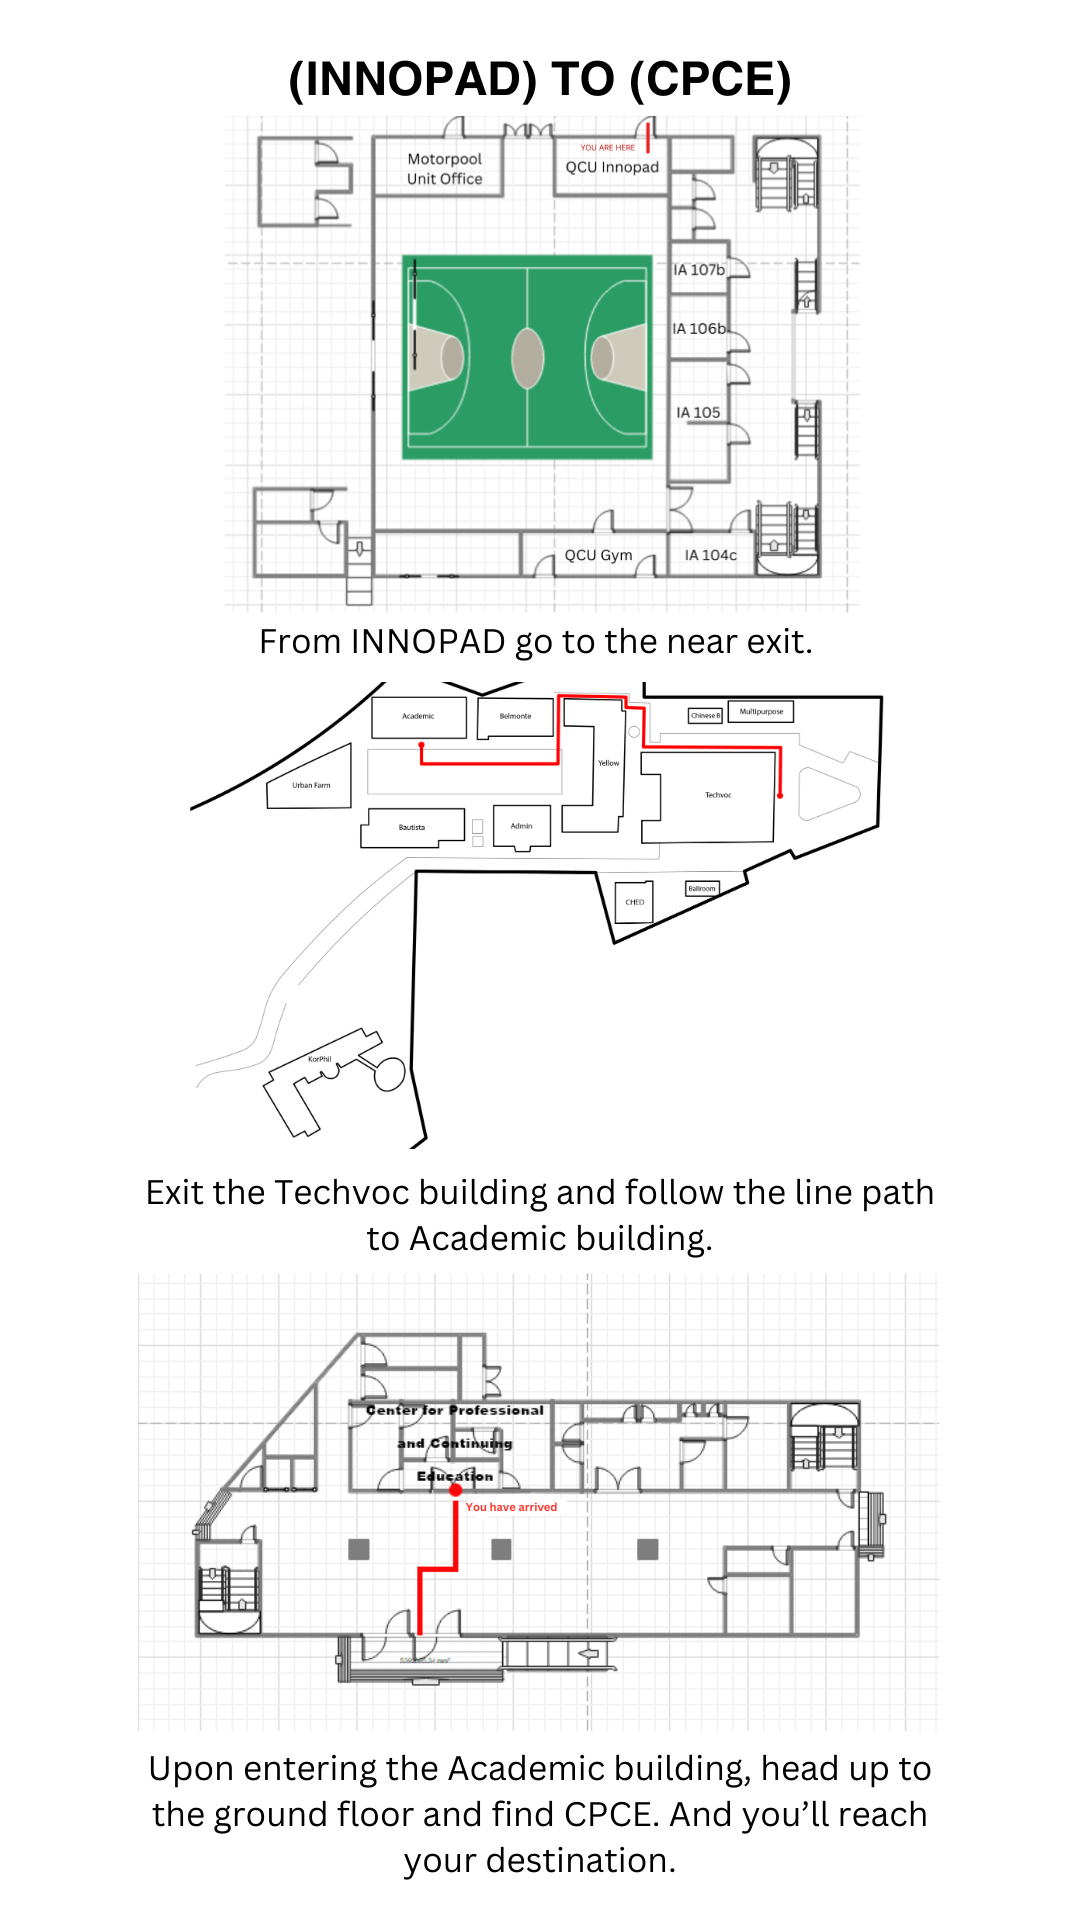 (INNOPAD) TO (CPCE)
Motorpool
Unit Office
YOU ARE HERE
QCU Innopad
IA 107b
IA 106b
IA 105
QCU Gym
IA 104c
From INNOPAD go to the near exit.
Academic
Belmonte
Chinese B
Multipurpose
Yellow
Urban Farm
Techvoc
Bautista
Admin
CHED
Ballroom
KorPhil
Exit the Techvoc building and follow the line path
to Academic building.
Center for Professional
and Continuing
Education
You have arrived
Upon entering the Academic building, head up to
the ground floor and find CPCE. And you’ll reach
your destination.